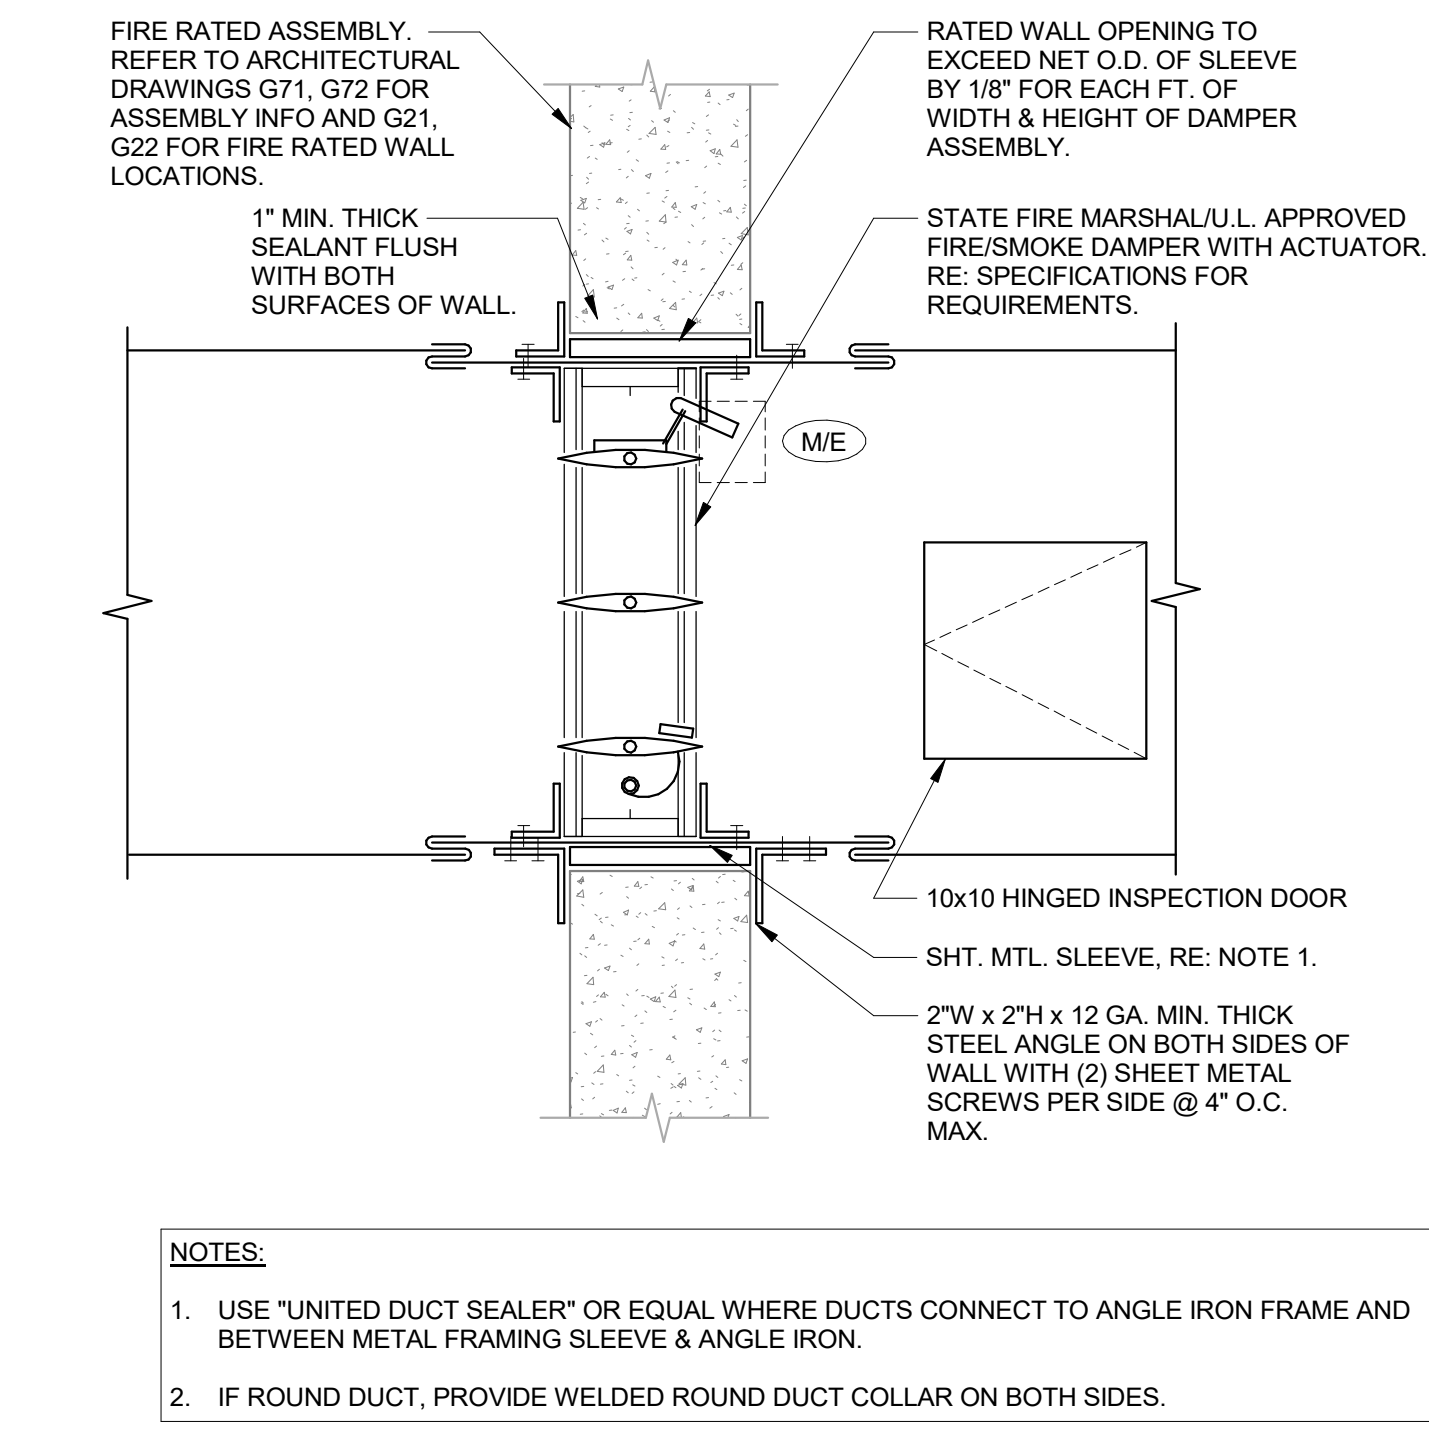 FIRE RATED ASSEMBLY.
REFER TO ARCHITECTURAL
DRAWINGS G71, G72 FOR
ASSEMBLY INFO AND G21,
G22 FOR FIRE RATED WALL
LOCATIONS.
RATED WALL OPENING TO
EXCEED NET O.D. OF SLEEVE
BY 1/8" FOR EACH FT. OF
WIDTH & HEIGHT OF DAMPER
ASSEMBLY.
1" MIN. THICK
SEALANT FLUSH
WITH BOTH
SURFACES OF WALL.
STATE FIRE MARSHAL/U.L. APPROVED
FIRE/SMOKE DAMPER WITH ACTUATOR.
RE: SPECIFICATIONS FOR
REQUIREMENTS.
M/E
10x10 HINGED INSPECTION DOOR
SHT. MTL. SLEEVE, RE: NOTE 1.
2"W x 2"H x 12 GA. MIN. THICK
STEEL ANGLE ON BOTH SIDES OF
WALL WITH (2) SHEET METAL
SCREWS PER SIDE @ 4" O.C.
MAX.
NOTES:
1. USE "UNITED DUCT SEALER" OR EQUAL WHERE DUCTS CONNECT TO ANGLE IRON FRAME AND
BETWEEN METAL FRAMING SLEEVE & ANGLE IRON.
2. IF ROUND DUCT, PROVIDE WELDED ROUND DUCT COLLAR ON BOTH SIDES.